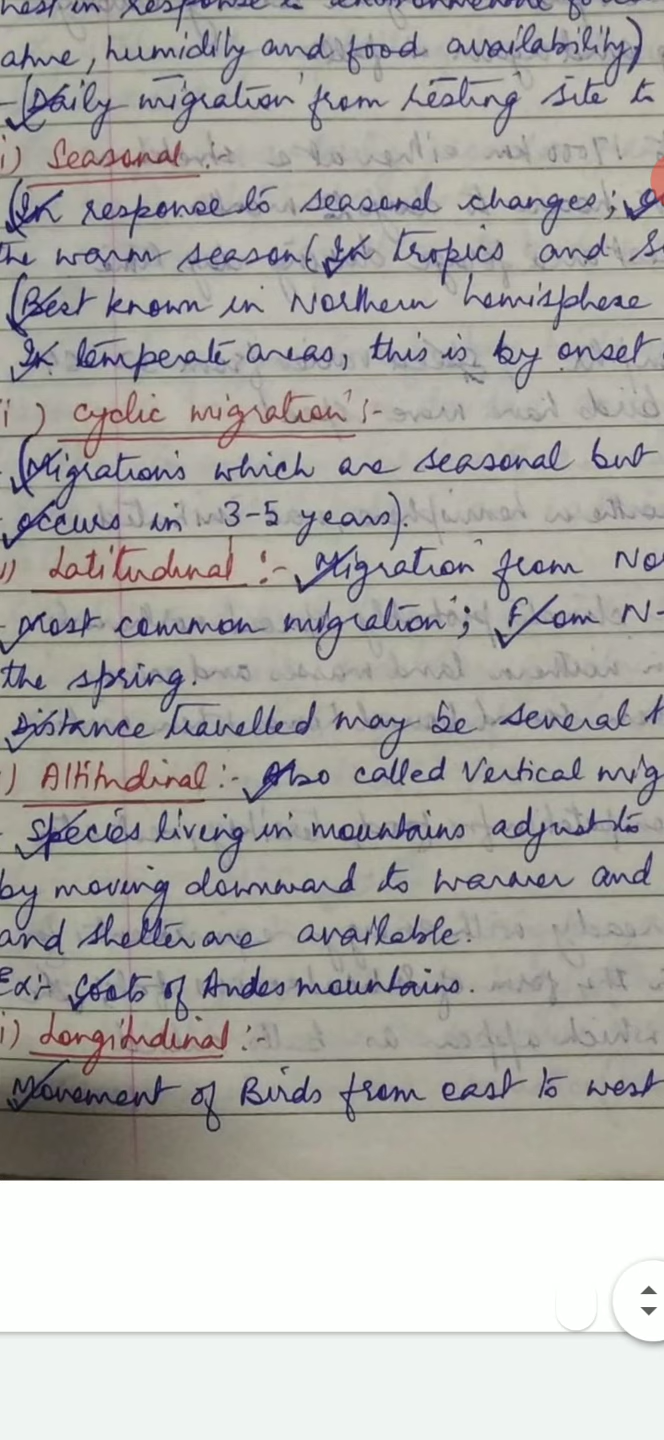 nest in response
ature, humidity and food availability)
- (Daily migration from resting site to
i) Seasonal
(In response to seasonal changes;
the warm season (In tropics and S
(Best known in Northern hemisphere
In temperate areas, this is by onset
i) Cyclic migration :-
- (Migrations which are seasonal but
occurs in 3-5 years).
) Latitudinal :- Migration from No
- Most common migration; From N-
the spring.
Distance travelled may be several t
) Altitudinal :- Also called Vertical mig
- Species living in mountains adjust to
by moving downward to warmer and
and shelter are available.
Ex:- Coots of Andes mountains.
i) Longitudinal :-
Movement of Birds from east to west